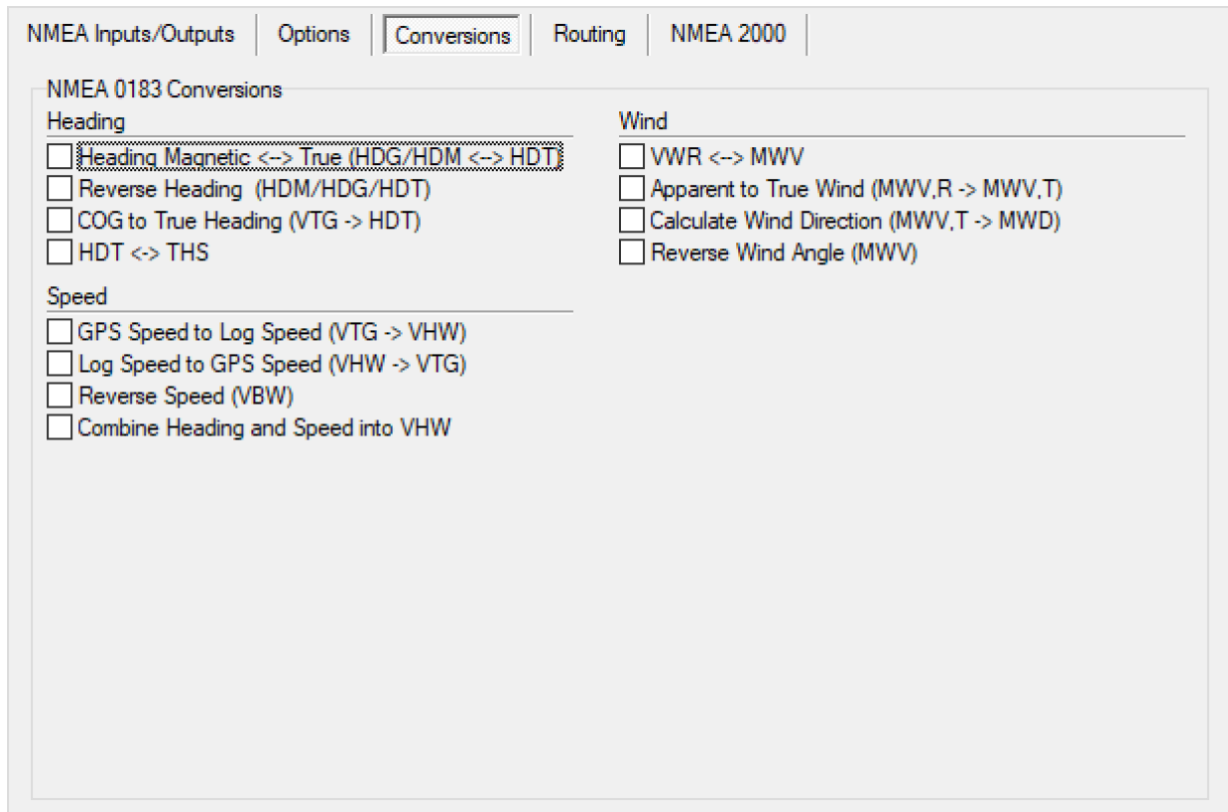 NMEA Inputs/Outputs Options Conversions Routing NMEA 2000
NMEA 0183 Conversions
Heading
Heading Magnetic <--> True (HDG/HDM <--> HDT)
Reverse Heading  (HDM/HDG/HDT)
COG to True Heading (VTG -> HDT)
HDT <-> THS
Speed
GPS Speed to Log Speed (VTG -> VHW)
Log Speed to GPS Speed (VHW -> VTG)
Reverse Speed (VBW)
Combine Heading and Speed into VHW
Wind
VWR <--> MWV
Apparent to True Wind (MWV,R -> MWV,T)
Calculate Wind Direction (MWV,T -> MWD)
Reverse Wind Angle (MWV)